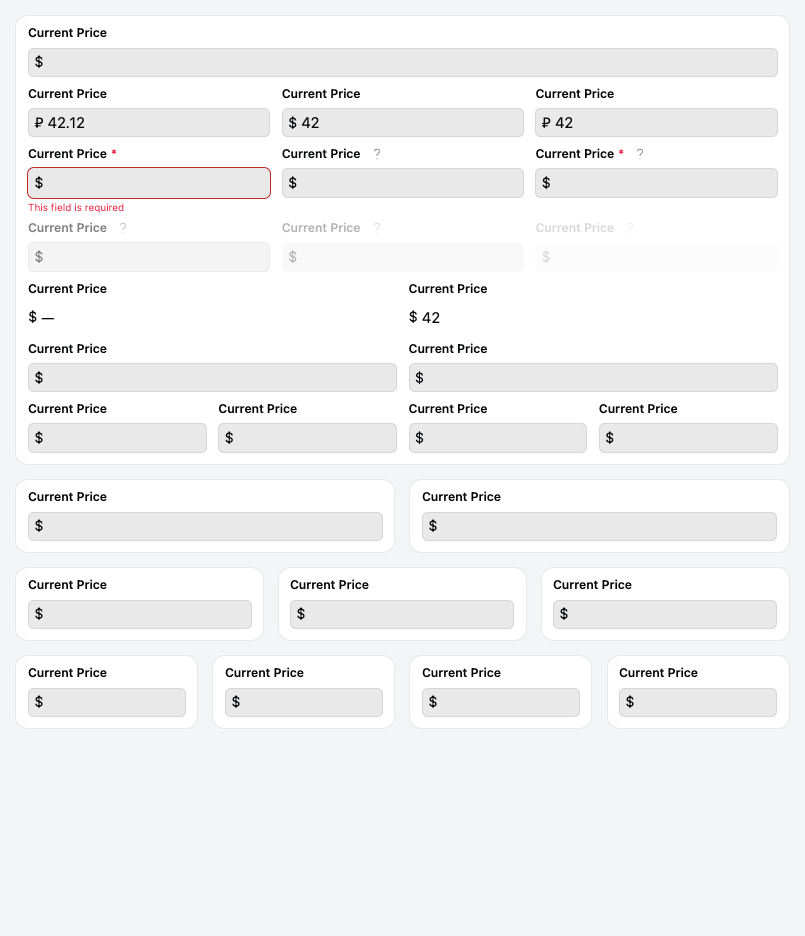 Current Price
$
Current Price Current Price Current Price
₽ 42.12 $ 42 ₽ 42
Current Price * Current Price ? Current Price * ?
$ $ $
This field is required
Current Price ? Current Price ? Current Price ?
$ $ $
Current Price Current Price
$ — $ 42
Current Price Current Price
$ $
Current Price Current Price Current Price Current Price
$ $ $ $
Current Price Current Price
$ $
Current Price Current Price Current Price
$ $ $
Current Price Current Price Current Price Current Price
$ $ $ $